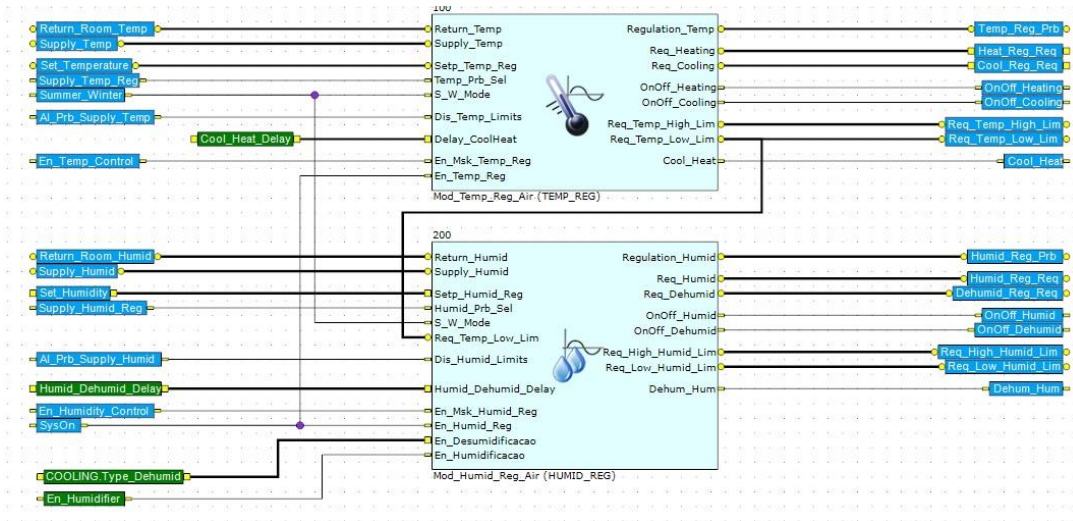 100
Return_Room_Temp Return_Temp Regulation_Temp Temp_Reg_Prb
Supply_Temp Supply_Temp
Req_Heating Heat_Reg_Req
Set_Temperature Setp_Temp_Reg Req_Cooling Cool_Reg_Req
Supply_Temp_Reg Temp_Prb_Sel
OnOff_Heating OnOff_Heating
Summer_Winter S_W_Mode
OnOff_Cooling OnOff_Cooling
AI_Prb_Supply_Temp Dis_Temp_Limits
Req_Temp_High_Lim Req_Temp_High_Lim
Cool_Heat_Delay Delay_CoolHeat Req_Temp_Low_Lim Req_Temp_Low_Lim
En_Temp_Control En_Msk_Temp_Reg Cool_Heat Cool_Heat
En_Temp_Reg
Mod_Temp_Reg_Air (TEMP_REG)
200
Return_Room_Humid Return_Humid Regulation_Humid Humid_Reg_Prb
Supply_Humid Supply_Humid
Req_Humid Humid_Reg_Req
Set_Humidity Setp_Humid_Reg Req_Dehumid Dehumid_Reg_Req
Supply_Humid_Reg Humid_Prb_Sel
OnOff_Humid OnOff_Humid
S_W_Mode
OnOff_Dehumid OnOff_Dehumid
Req_Temp_Low_Lim
Req_High_Humid_Lim Req_High_Humid_Lim
AI_Prb_Supply_Humid Dis_Humid_Limits
Req_Low_Humid_Lim Req_Low_Humid_Lim
Humid_Dehumid_Delay Humid_Dehumid_Delay Dehum_Hum Dehum_Hum
En_Humidity_Control En_Msk_Humid_Reg
SysOn En_Humid_Reg
En_Desumidificacao
En_Humidificacao
COOLING.Type_Dehumid Mod_Humid_Reg_Air (HUMID_REG)
En_Humidifier